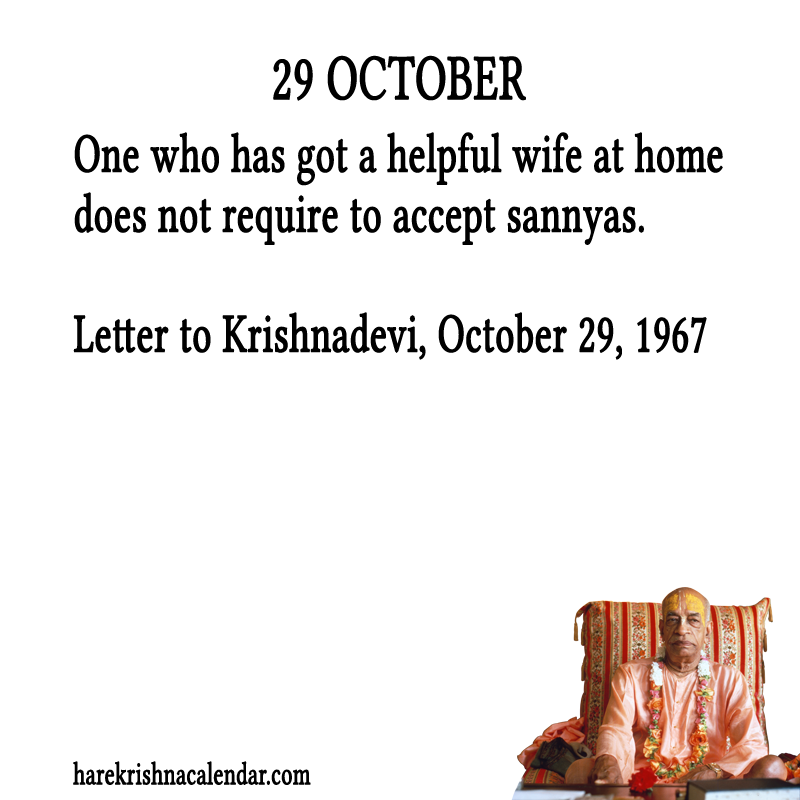 29 OCTOBER
One who has got a helpful wife at home
does not require to accept sannyas.
Letter to Krishnadevi, October 29, 1967
harekrishnacalendar.com